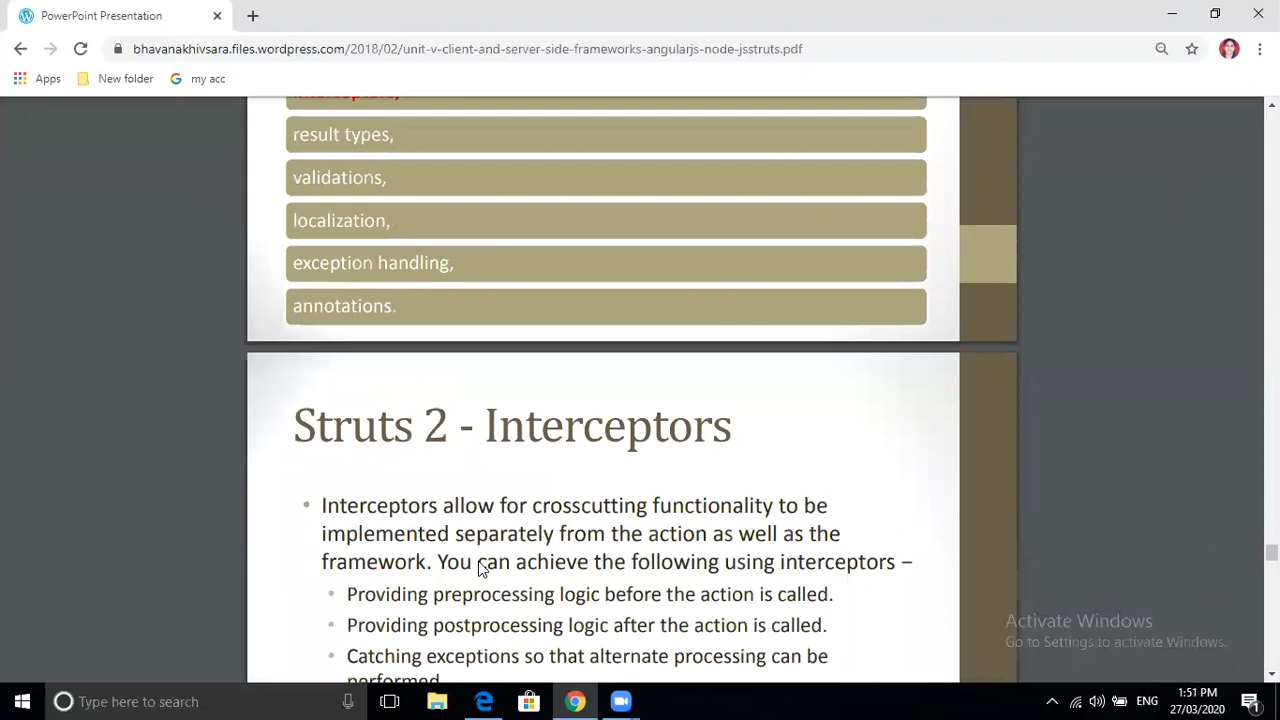 PowerPoint Presentation
bhavanakhivsara.files.wordpress.com/2018/02/unit-v-client-and-server-side-frameworks-angularjs-node-jsstruts.pdf
Apps New folder my acc
interceptors,
result types,
validations,
localization,
exception handling,
annotations.
Struts 2 - Interceptors
• Interceptors allow for crosscutting functionality to be
implemented separately from the action as well as the
framework. You can achieve the following using interceptors –
• Providing preprocessing logic before the action is called.
• Providing postprocessing logic after the action is called.
• Catching exceptions so that alternate processing can be
performed
Activate Windows
Go to Settings to activate Windows.
Type here to search
ENG
1:51 PM
27/03/2020
1